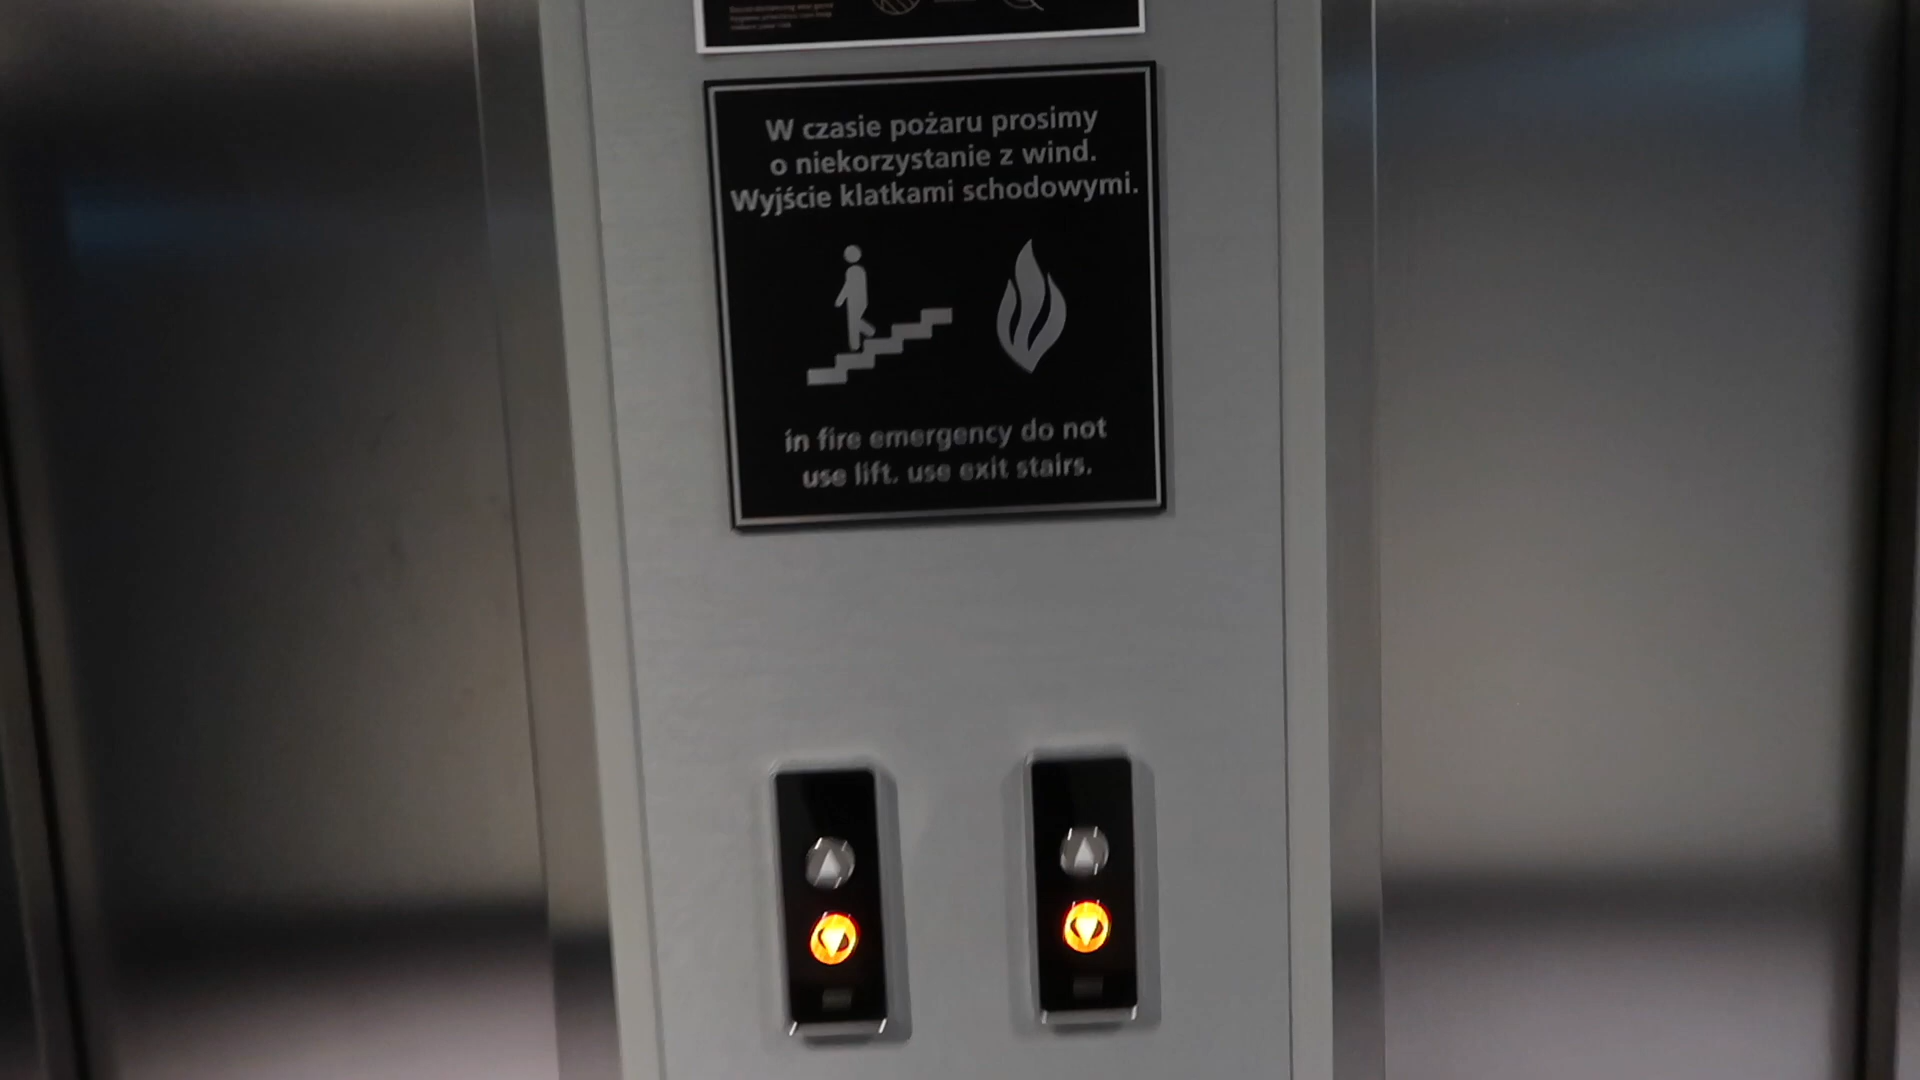 W czasie pożaru prosimy
o niekorzystanie z wind.
Wyjście klatkami schodowymi.
in fire emergency do not
use lift. use exit stairs.